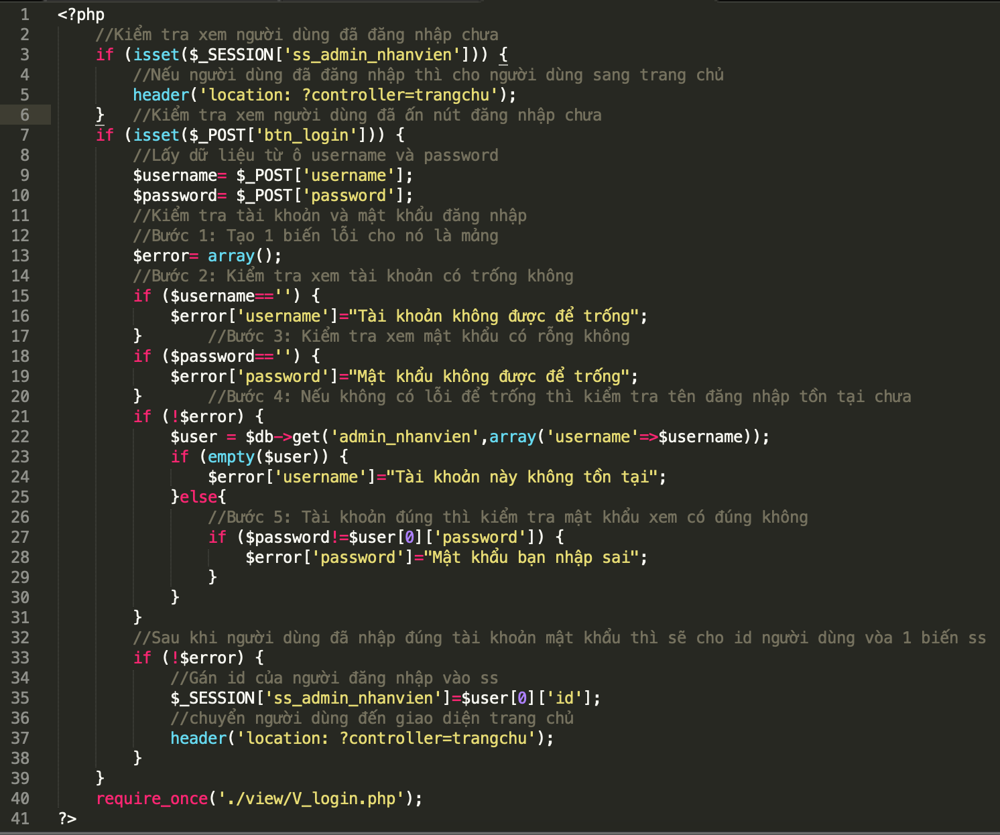 1 <?php
2 //Kiểm tra xem người dùng đã đăng nhập chưa
3 if (isset($_SESSION['ss_admin_nhanvien'])) {
4 //Nếu người dùng đã đăng nhập thì cho người dùng sang trang chủ
5 header('location: ?controller=trangchu');
6 } //Kiểm tra xem người dùng đã ấn nút đăng nhập chưa
7 if (isset($_POST['btn_login'])) {
8 //Lấy dữ liệu từ ô username và password
9 $username= $_POST['username'];
10 $password= $_POST['password'];
11 //Kiểm tra tài khoản và mật khẩu đăng nhập
12 //Bước 1: Tạo 1 biến lỗi cho nó là mảng
13 $error= array();
14 //Bước 2: Kiểm tra xem tài khoản có trống không
15 if ($username=='') {
16 $error['username']="Tài khoản không được để trống";
17 } //Bước 3: Kiểm tra xem mật khẩu có rỗng không
18 if ($password=='') {
19 $error['password']="Mật khẩu không được để trống";
20 } //Bước 4: Nếu không có lỗi để trống thì kiểm tra tên đăng nhập tồn tại chưa
21 if (!$error) {
22 $user = $db->get('admin_nhanvien',array('username'=>$username));
23 if (empty($user)) {
24 $error['username']="Tài khoản này không tồn tại";
25 }else{
26 //Bước 5: Tài khoản đúng thì kiểm tra mật khẩu xem có đúng không
27 if ($password!=$user[0]['password']) {
28 $error['password']="Mật khẩu bạn nhập sai";
29 }
30 }
31 }
32 //Sau khi người dùng đã nhập đúng tài khoản mật khẩu thì sẽ cho id người dùng vòa 1 biến ss
33 if (!$error) {
34 //Gán id của người đăng nhập vào ss
35 $_SESSION['ss_admin_nhanvien']=$user[0]['id'];
36 //chuyển người dùng đến giao diện trang chủ
37 header('location: ?controller=trangchu');
38 }
39 }
40 require_once('./view/V_login.php');
41 ?>